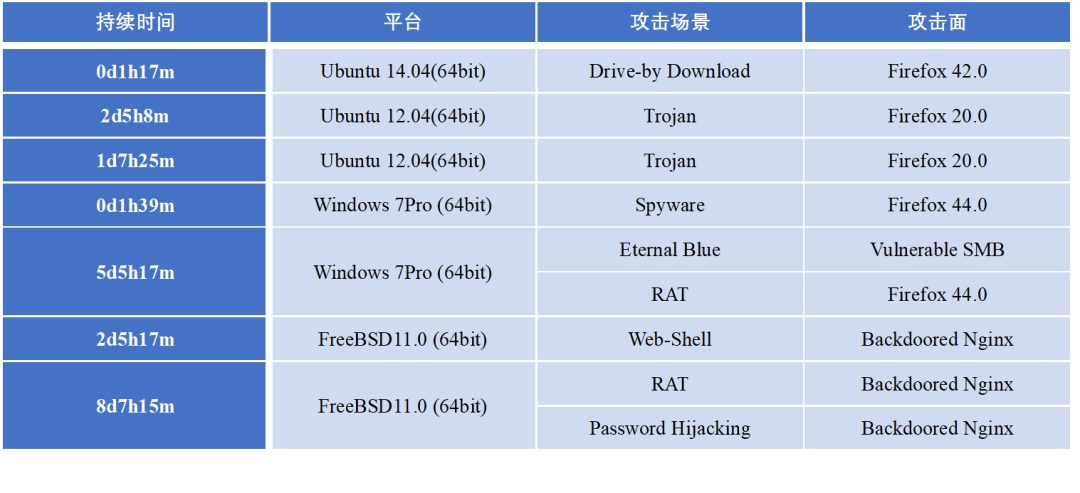 持续时间 平台 攻击场景 攻击面
0d1h17m Ubuntu 14.04(64bit) Drive-by Download Firefox 42.0
2d5h8m Ubuntu 12.04(64bit) Trojan Firefox 20.0
1d7h25m Ubuntu 12.04(64bit) Trojan Firefox 20.0
0d1h39m Windows 7Pro (64bit) Spyware Firefox 44.0
5d5h17m Windows 7Pro (64bit) Eternal Blue Vulnerable SMB
RAT Firefox 44.0
2d5h17m FreeBSD11.0 (64bit) Web-Shell Backdoored Nginx
8d7h15m FreeBSD11.0 (64bit) RAT Backdoored Nginx
Password Hijacking Backdoored Nginx